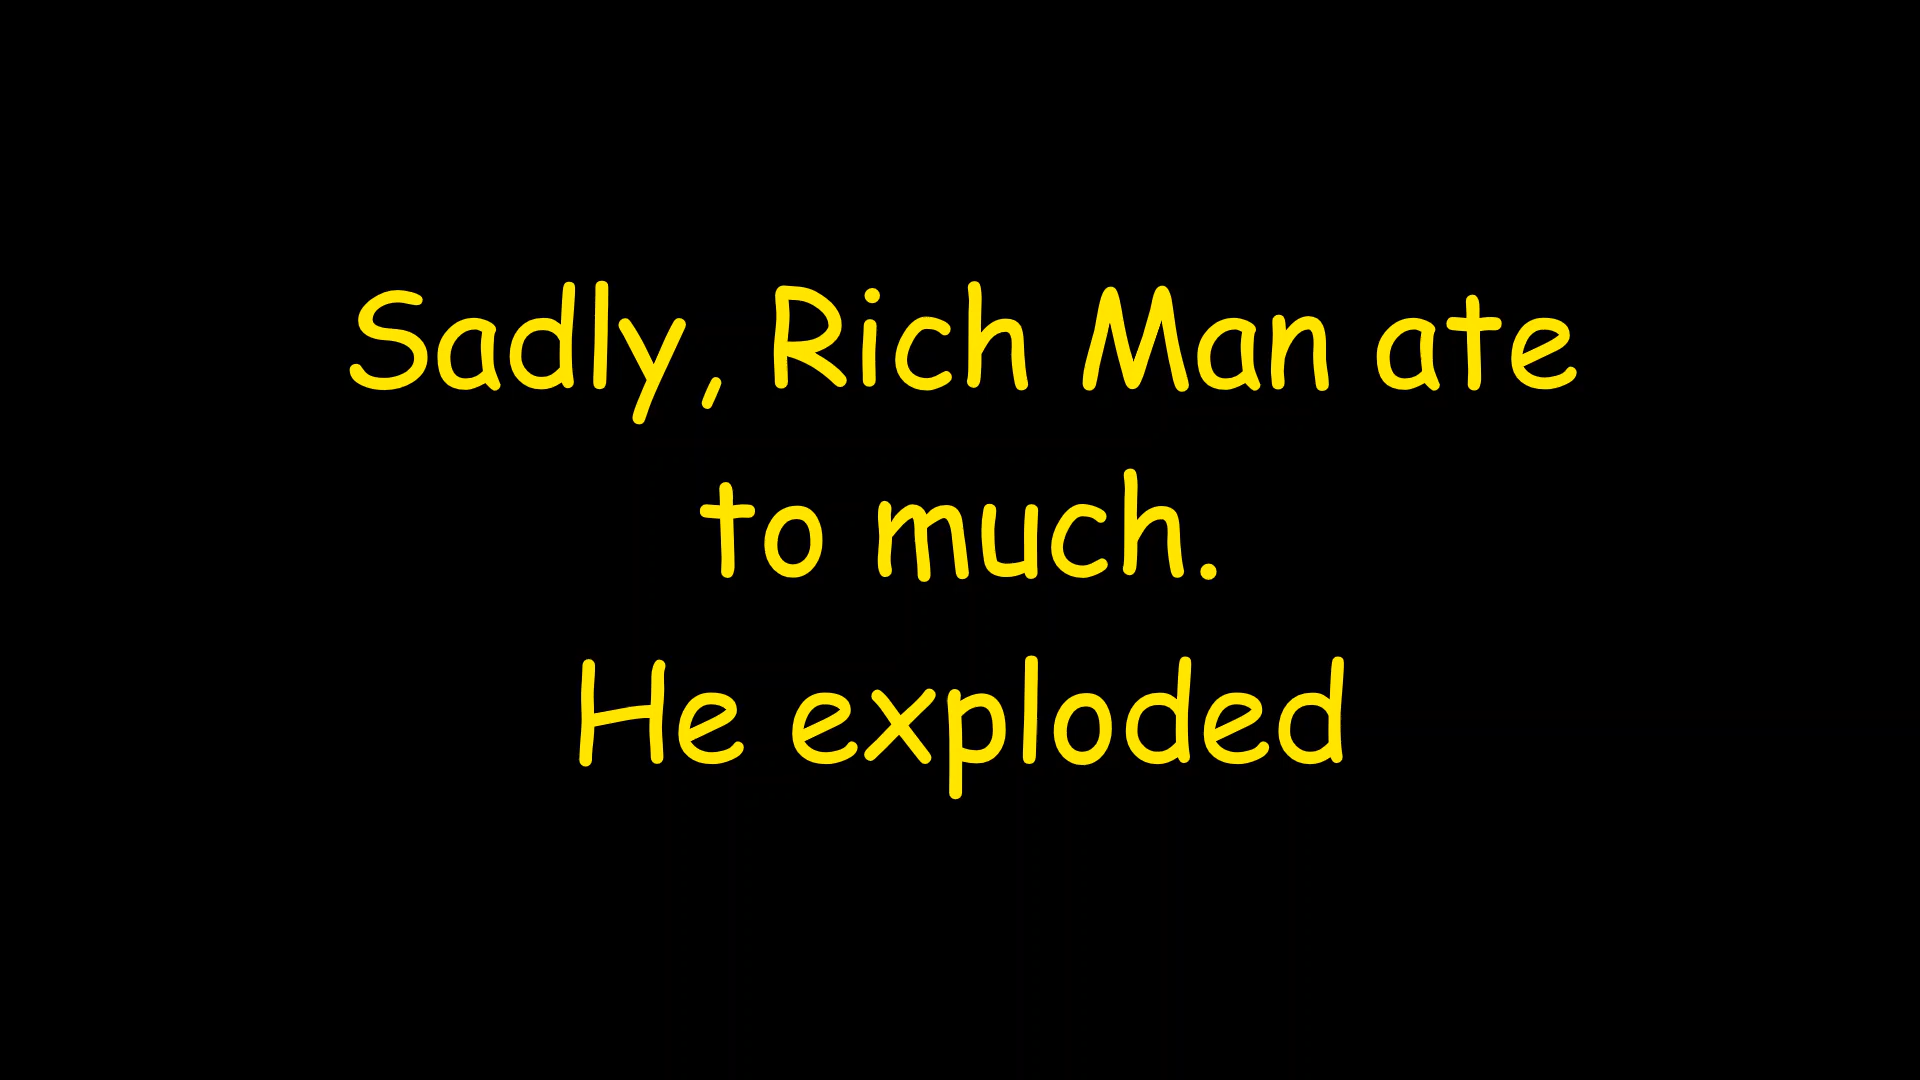 Sadly, Rich Man ate
to much.
He exploded